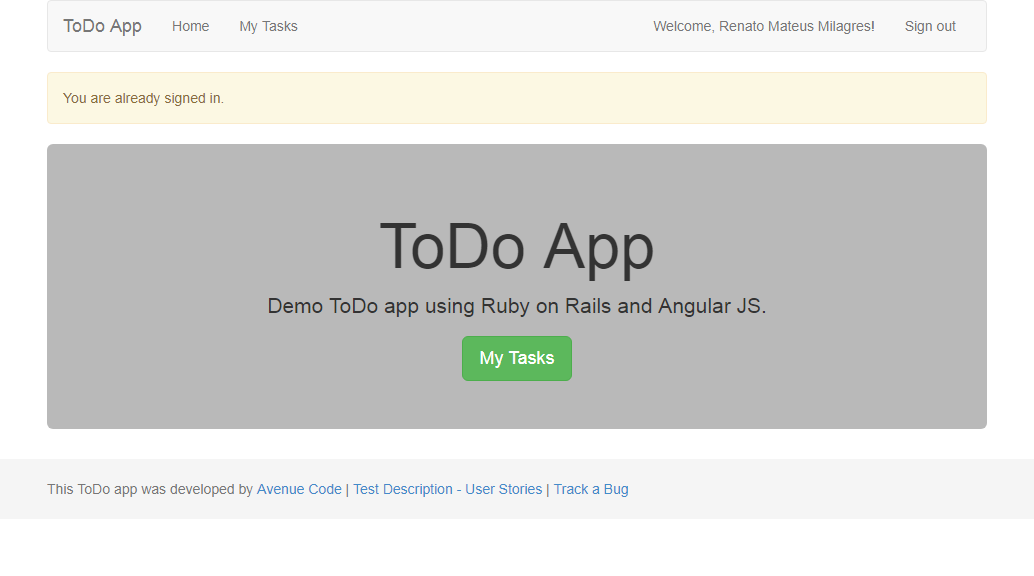 ToDo App Home My Tasks Welcome, Renato Mateus Milagres! Sign out
You are already signed in.
ToDo App
Demo ToDo app using Ruby on Rails and Angular JS.
My Tasks
This ToDo app was developed by Avenue Code | Test Description - User Stories | Track a Bug